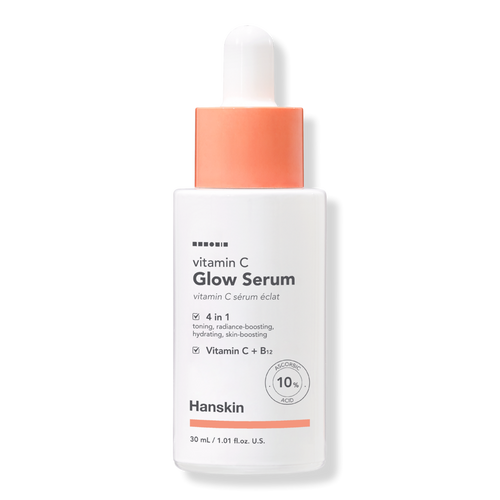 vitamin C
Glow Serum
vitamin C sérum éclat
4 in 1
toning, radiance-boosting,
hydrating, skin-boosting
Vitamin C + B12
ASCORBIC
10%
ACID
Hanskin
30 mL / 1.01 fl.oz. U.S.